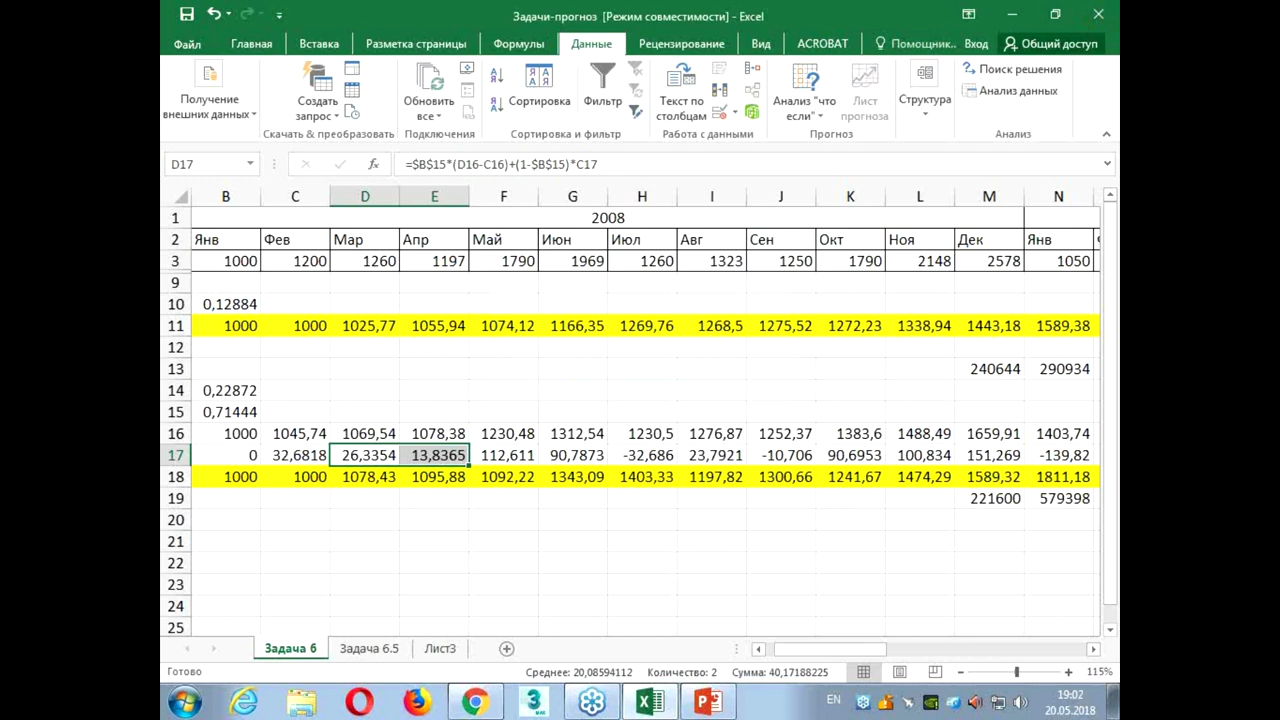 Задачи-прогноз [Режим совместимости] - Excel
Файл Главная Вставка Разметка страницы Формулы Данные Рецензирование Вид ACROBAT Помощник.. Вход Общий доступ
Получение внешних данных
Создать запрос
Обновить все
Сортировка
Фильтр
Текст по столбцам
Анализ "что если"
Лист прогноза
Структура
Поиск решения
Анализ данных
Скачать & преобразовать Подключения Сортировка и фильтр Работа с данными Прогноз Анализ
D17 fx =$B$15*(D16-C16)+(1-$B$15)*C17
B C D E F G H I J K L M N
1 2008
2 Янв Фев Мар Апр Май Июн Июл Авг Сен Окт Ноя Дек Янв
3 1000 1200 1260 1197 1790 1969 1260 1323 1250 1790 2148 2578 1050
9
10 0,12884
11 1000 1000 1025,77 1055,94 1074,12 1166,35 1269,76 1268,5 1275,52 1272,23 1338,94 1443,18 1589,38
12
13 240644 290934
14 0,22872
15 0,71444
16 1000 1045,74 1069,54 1078,38 1230,48 1312,54 1230,5 1276,87 1252,37 1383,6 1488,49 1659,91 1403,74
17 0 32,6818 26,3354 13,8365 112,611 90,7873 -32,686 23,7921 -10,706 90,6953 100,834 151,269 -139,82
18 1000 1000 1078,43 1095,88 1092,22 1343,09 1403,33 1197,82 1300,66 1241,67 1474,29 1589,32 1811,18
19 221600 579398
20
21
22
23
24
25
Задача 6 Задача 6.5 Лист3
Готово Среднее: 20,08594112 Количество: 2 Сумма: 40,17188225 115%
EN 19:02
20.05.2018